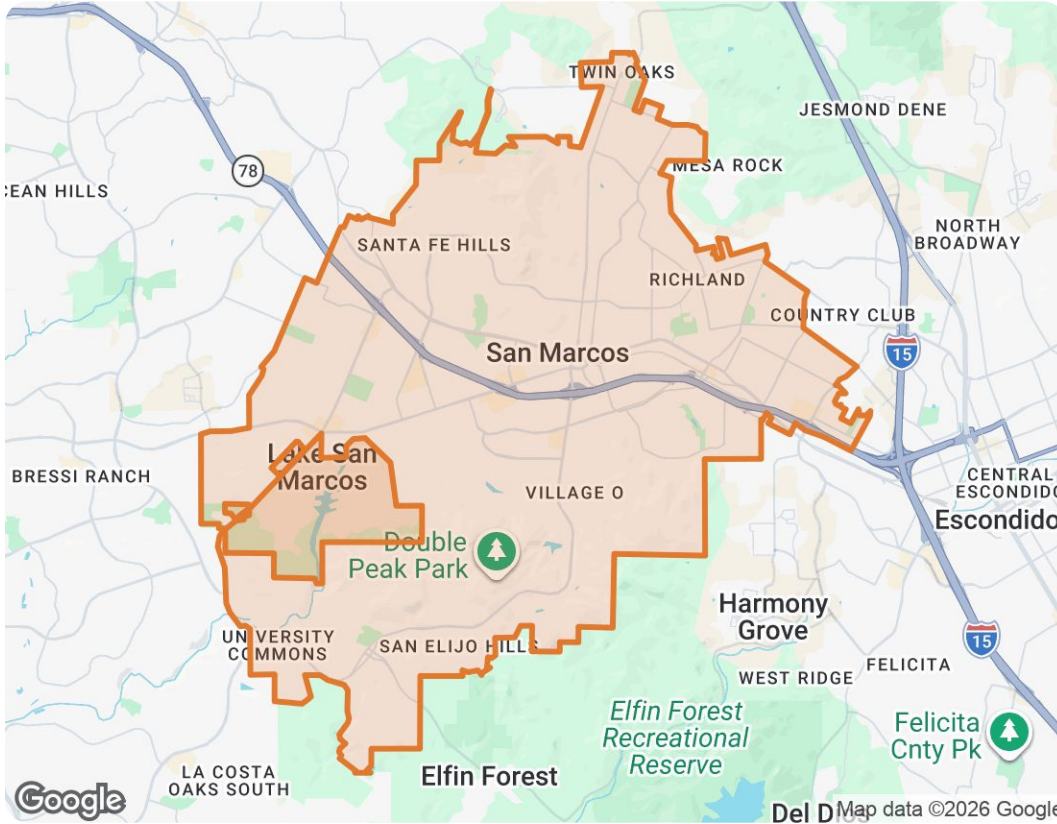 TWIN OAKS
JESMOND DENE
78
MESA ROCK
CEAN HILLS
NORTH
BROADWAY
SANTA FE HILLS
RICHLAND
COUNTRY CLUB
San Marcos
15
Lake San
Marcos
BRESSI RANCH
VILLAGE O
CENTRAL
ESCONDIDO
Escondido
Double
Peak Park
Harmony
Grove
UNIVERSITY
COMMONS
SAN ELIJO HILLS
15
FELICITA
WEST RIDGE
Elfin Forest
Recreational
Reserve
Felicita
Cnty Pk
LA COSTA
OAKS SOUTH
Elfin Forest
Google
Del Dios
Map data ©2026 Google